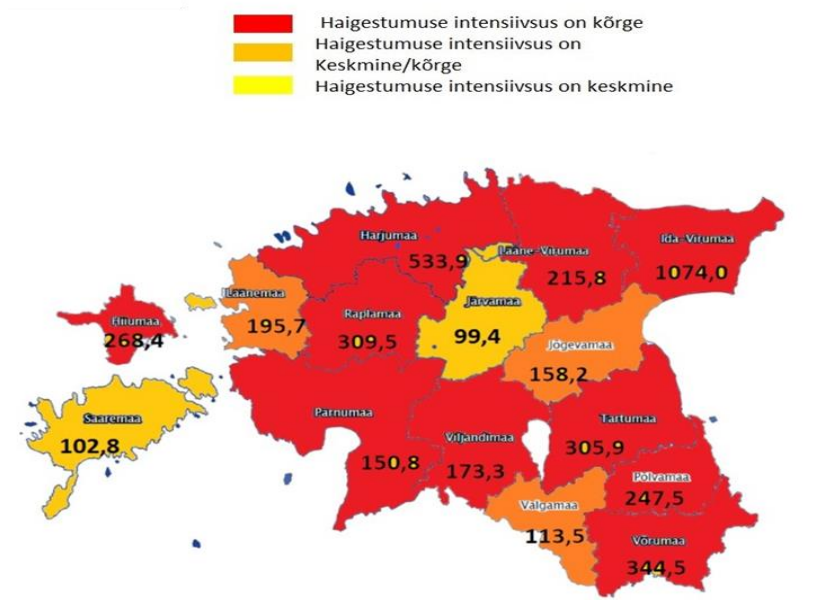 Haigestumuse intensiivsus on kõrge
Haigestumuse intensiivsus on
Keskmine/kõrge
Haigestumuse intensiivsus on keskmine
Harjumaa
533,9
Lääne-Virumaa
215,8
Ida-Virumaa
1074,0
Läänemaa
195,7
Raplamaa
309,5
Järvamaa
99,4
Hiiumaa
268,4
Jõgevamaa
158,2
Saaremaa
102,8
Pärnumaa
150,8
Viljandimaa
173,3
Tartumaa
305,9
Põlvamaa
247,5
Valgamaa
113,5
Võrumaa
344,5